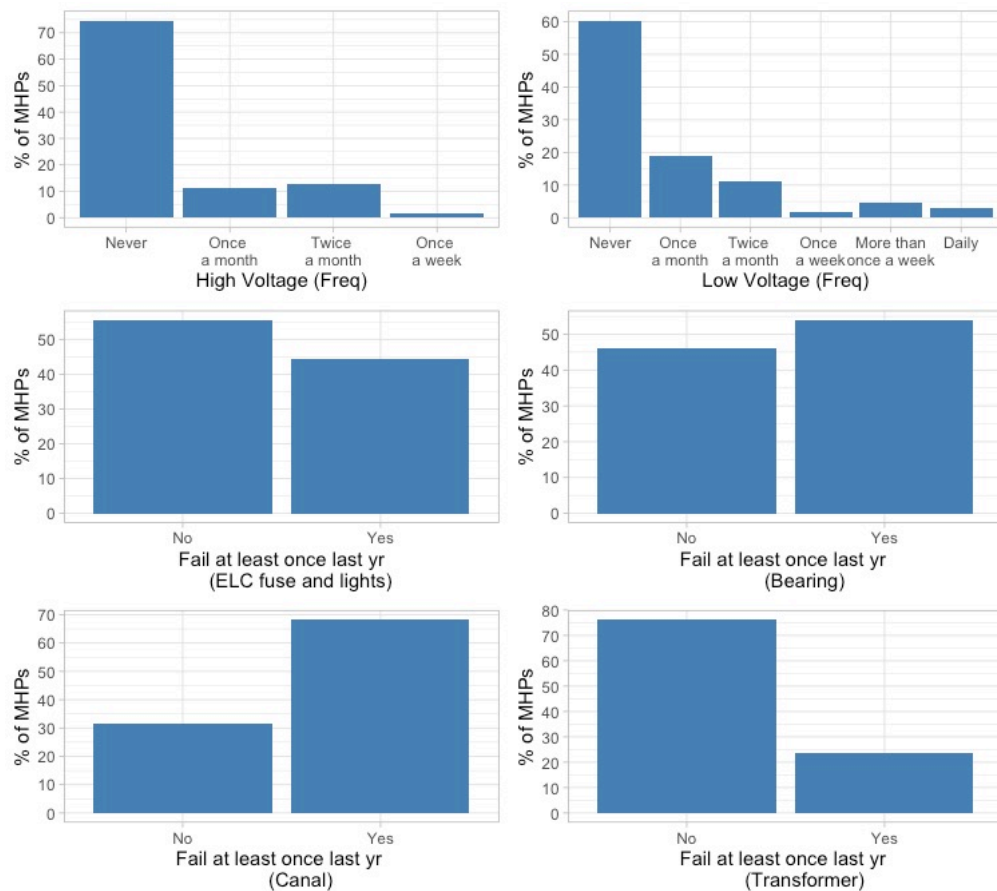 % of MHPs
70
60
50
40
30
20
10
0
Never
Once
a month
Twice
a month
Once
a week
High Voltage (Freq)
% of MHPs
60
50
40
30
20
10
0
Never
Once
a month
Twice
a month
Once
a week
More than
once a week
Daily
Low Voltage (Freq)
% of MHPs
50
40
30
20
10
0
No
Yes
Fail at least once last yr
(ELC fuse and lights)
% of MHPs
50
40
30
20
10
0
No
Yes
Fail at least once last yr
(Bearing)
% of MHPs
70
60
50
40
30
20
10
0
No
Yes
Fail at least once last yr
(Canal)
% of MHPs
80
70
60
50
40
30
20
10
0
No
Yes
Fail at least once last yr
(Transformer)